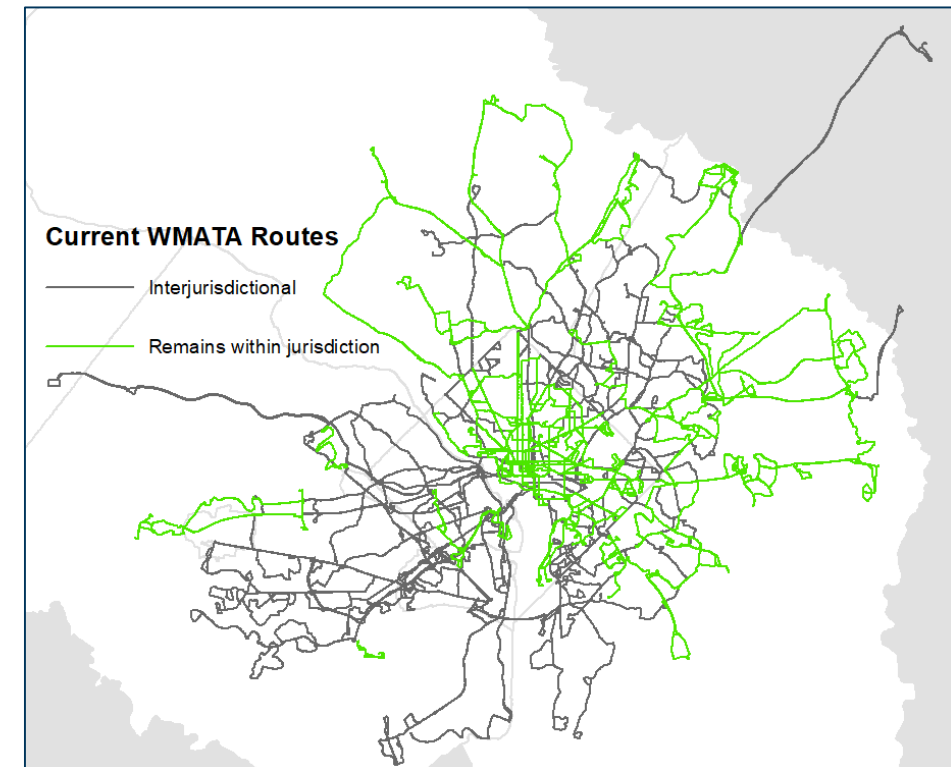 Current WMATA Routes
Interjurisdictional
Remains within jurisdiction